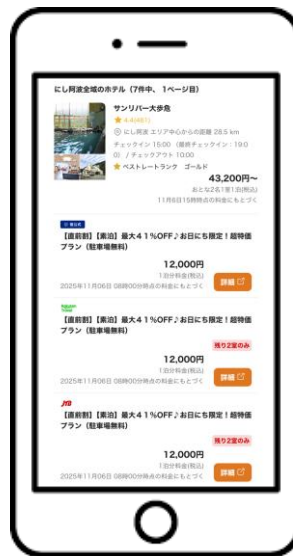 にし阿波全域のホテル（7件中、 1ページ目）
サンリバー大歩危
4.4(461)
にし阿波 エリア中心からの距離 28.5 km
チェックイン 15:00 （最終チェックイン：19:0
0）/ チェックアウト 10:00
ベストレートランク ゴールド
43,200円～
おとな2名1室1泊(税込)
11月6日15時時点の料金にもとづく
【直前割】【素泊】最大４１％OFF♪お日にち限定！超特価
プラン（駐車場無料）
12,000円
1泊分料金(税込)
2025年11月06日 08時00分時点の料金にもとづく
詳細
Rakuten
Travel
【直前割】【素泊】最大４１％OFF♪お日にち限定！超特価
プラン（駐車場無料）
残り2室のみ
12,000円
1泊分料金(税込)
2025年11月06日 08時00分時点の料金にもとづく
詳細
JTB
【直前割】【素泊】最大４１％OFF♪お日にち限定！超特価
プラン（駐車場無料）
残り2室のみ
12,000円
1泊分料金(税込)
2025年11月06日 08時00分時点の料金にもとづく
詳細